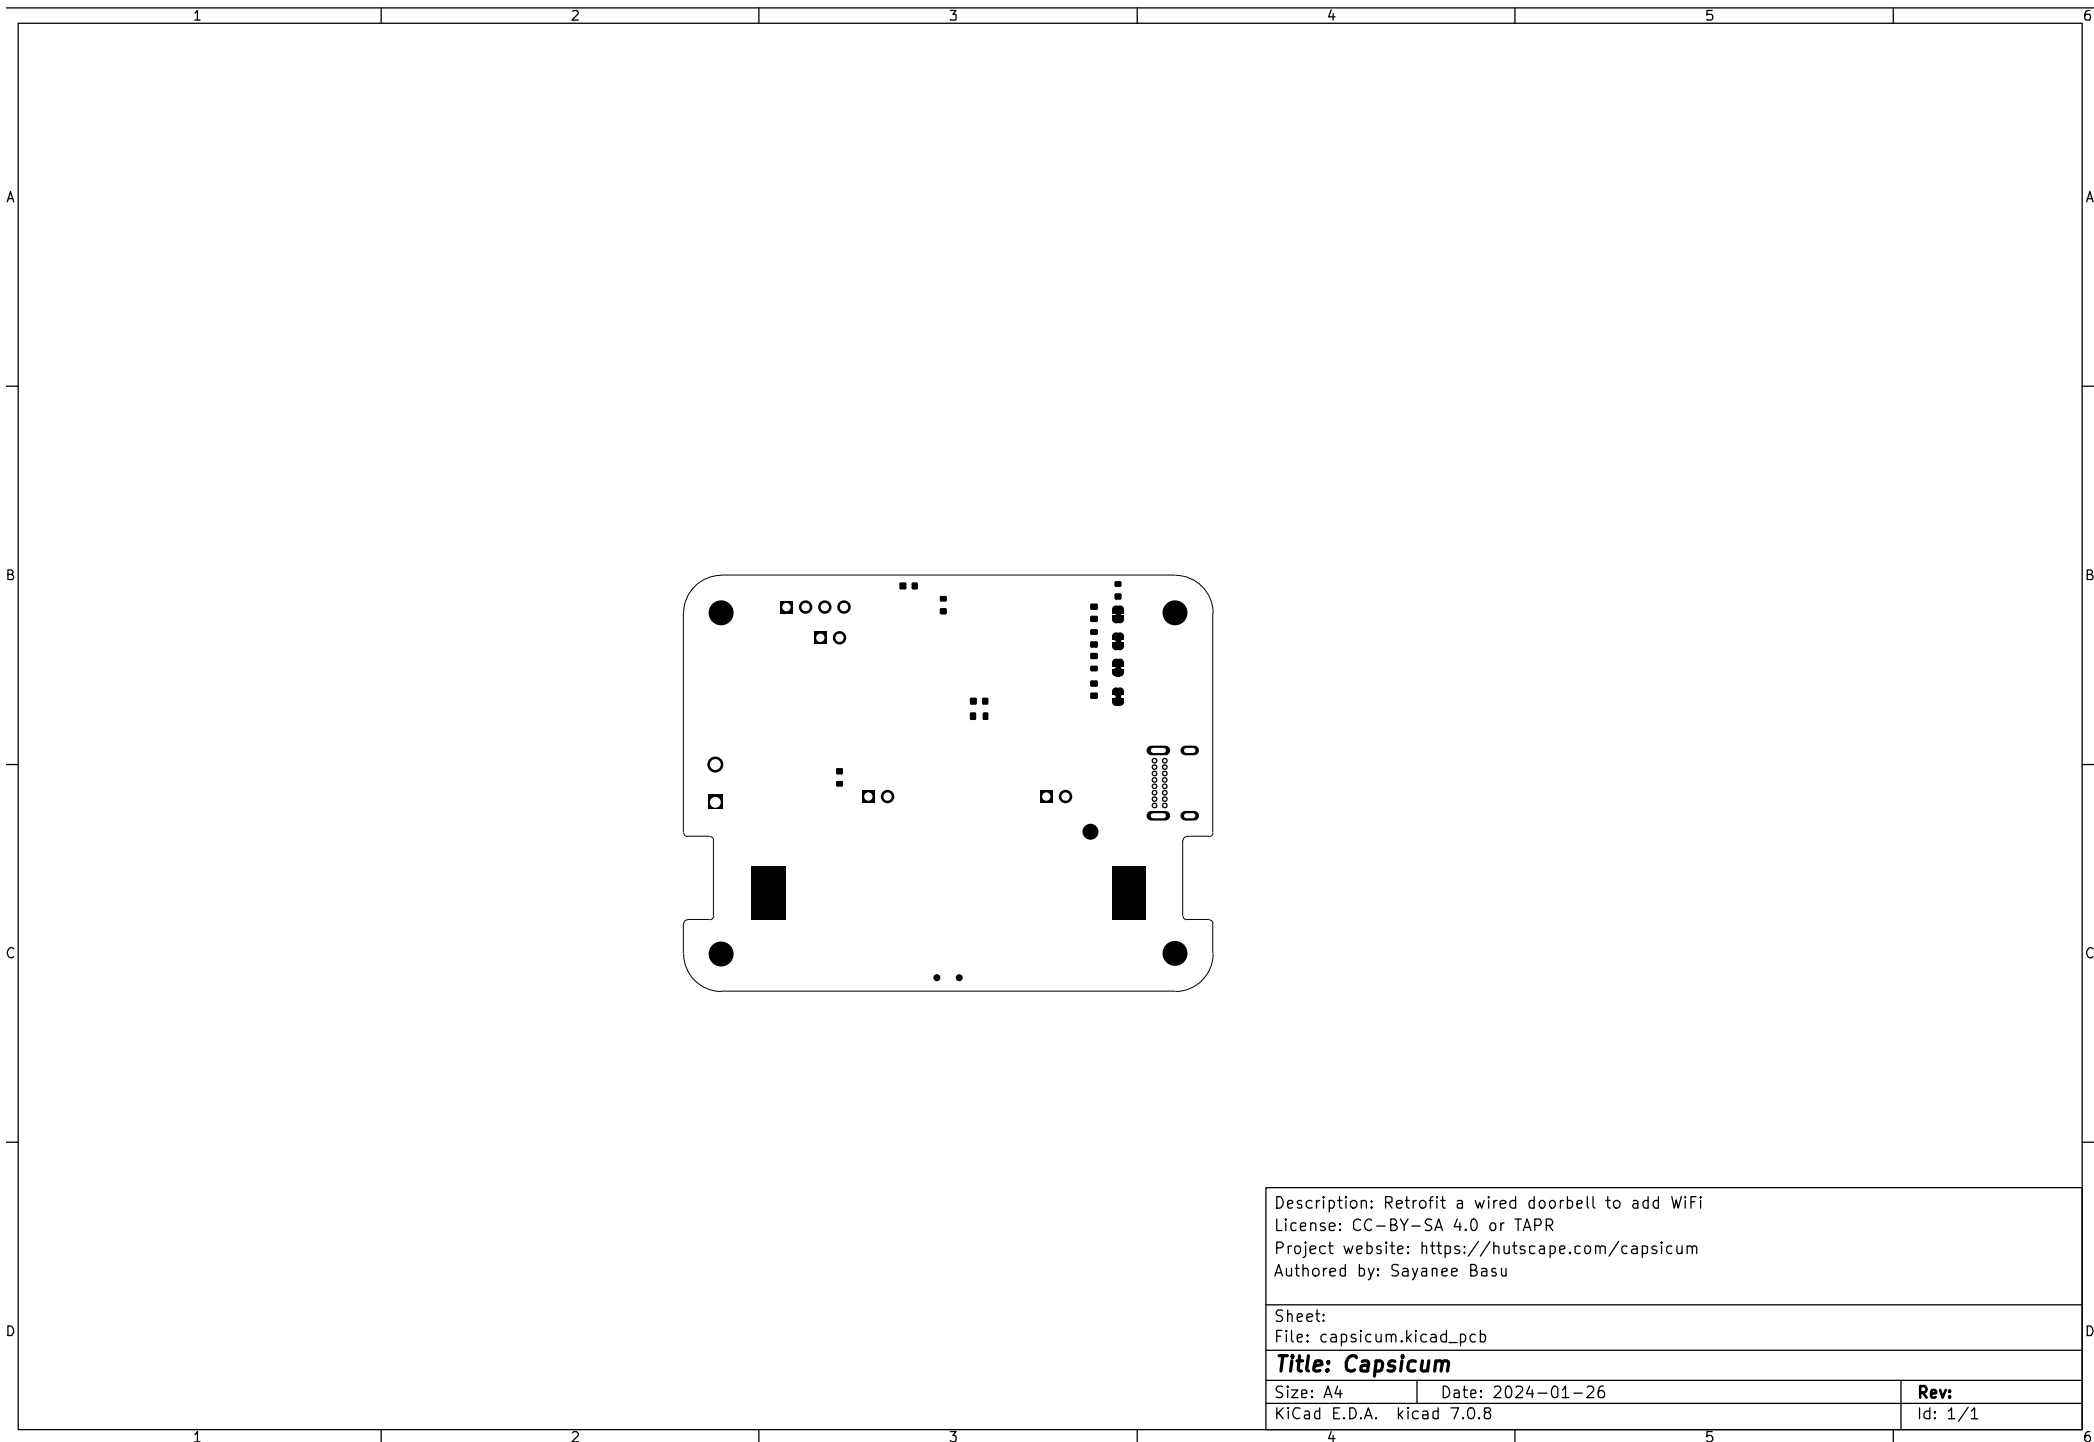 1 2 3 4 5 6
A A
B B
C C
Description: Retrofit a wired doorbell to add WiFi
License: CC-BY-SA 4.0 or TAPR
Project website: https://hutscape.com/capsicum
Authored by: Sayanee Basu
Sheet:
D D
File: capsicum.kicad_pcb
Title: Capsicum
Size: A4 Date: 2024-01-26 Rev:
KiCad E.D.A. kicad 7.0.8 Id: 1/1
1 2 3 4 5 6